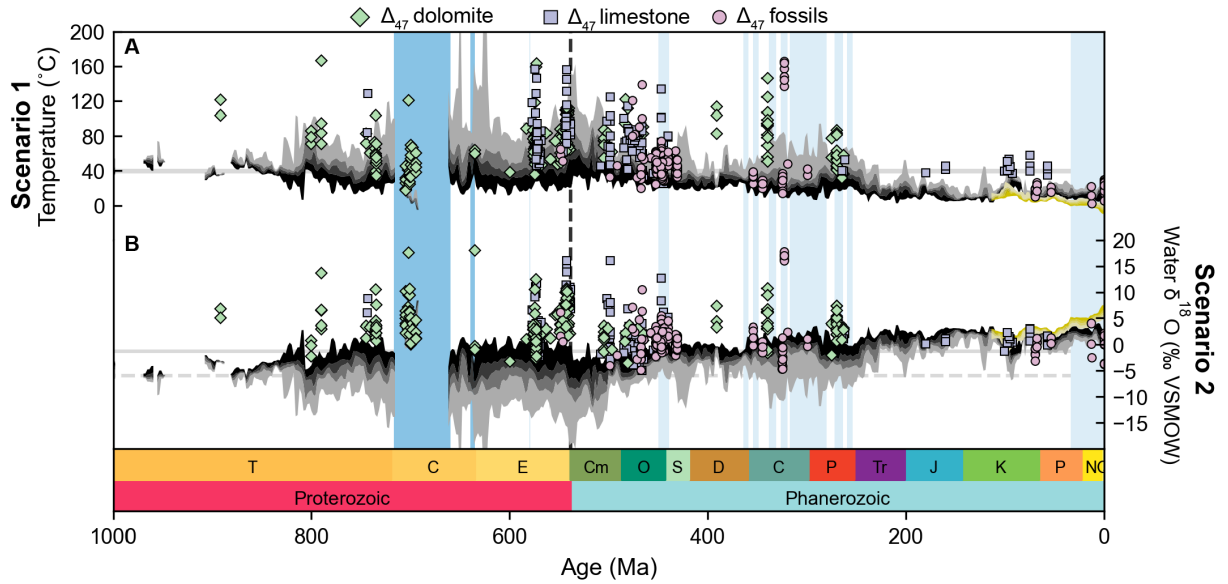 Δ47 dolomite Δ47 limestone Δ47 fossils
A
Scenario 1
Temperature (˚C)
200
160
120
80
40
0
B
20
15
10
5
0
−5
−10
−15
Water δ18O (‰ VSMOW)
Scenario 2
T C E Cm O S D C P Tr J K P NQ
Proterozoic Phanerozoic
1000 800 600 400 200 0
Age (Ma)